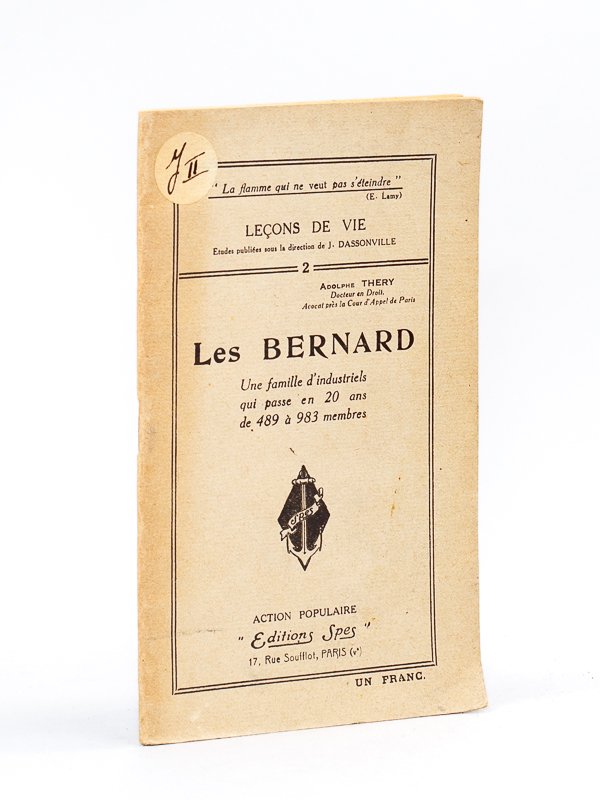 J II
" La flamme qui ne veut pas s'éteindre "
(E. Lamy)
LEÇONS DE VIE
Etudes publiées sous la direction de J. DASSONVILLE
2
ADOLPHE THERY
Docteur en Droit,
Avocat près la Cour d'Appel de Paris
Les BERNARD
Une famille d'industriels
qui passe en 20 ans
de 489 à 983 membres
Spes
ACTION POPULAIRE
" Editions Spes "
17, Rue Soufflot, PARIS (vᵉ)
UN FRANC.